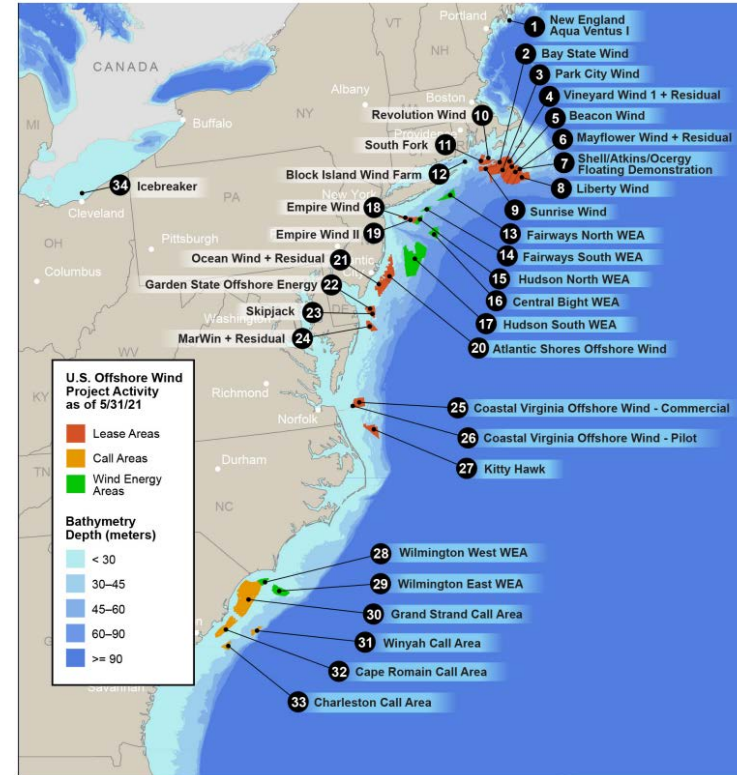 Portland
VT
NH
CANADA
MI
Buffalo
Albany
NY
Boston
Providence
CT
RI
1 New England
Aqua Ventus I
2 Bay State Wind
3 Park City Wind
4 Vineyard Wind 1 + Residual
5 Beacon Wind
6 Mayflower Wind + Residual
7 Shell/Atkins/Ocergy
Floating Demonstration
8 Liberty Wind
Revolution Wind 10
South Fork 11
Block Island Wind Farm 12
9 Sunrise Wind
34 Icebreaker
Cleveland
PA
New York
Empire Wind 18
Empire Wind II 19
13 Fairways North WEA
14 Fairways South WEA
15 Hudson North WEA
16 Central Bight WEA
17 Hudson South WEA
OH
Pittsburgh
Columbus
Ocean Wind + Residual 21
Garden State Offshore Energy 22
Skipjack 23
MarWin + Residual 24
Atlantic
City
DE
Washington
20 Atlantic Shores Offshore Wind
WV
KY
VA
Richmond
Norfolk
25 Coastal Virginia Offshore Wind - Commercial
26 Coastal Virginia Offshore Wind - Pilot
27 Kitty Hawk
TN
Durham
NC
U.S. Offshore Wind
Project Activity
as of 5/31/21
Lease Areas
Call Areas
Wind Energy
Areas
Bathymetry
Depth (meters)
< 30
30–45
45–60
60–90
>= 90
28 Wilmington West WEA
29 Wilmington East WEA
30 Grand Strand Call Area
31 Winyah Call Area
32 Cape Romain Call Area
33 Charleston Call Area
Savannah